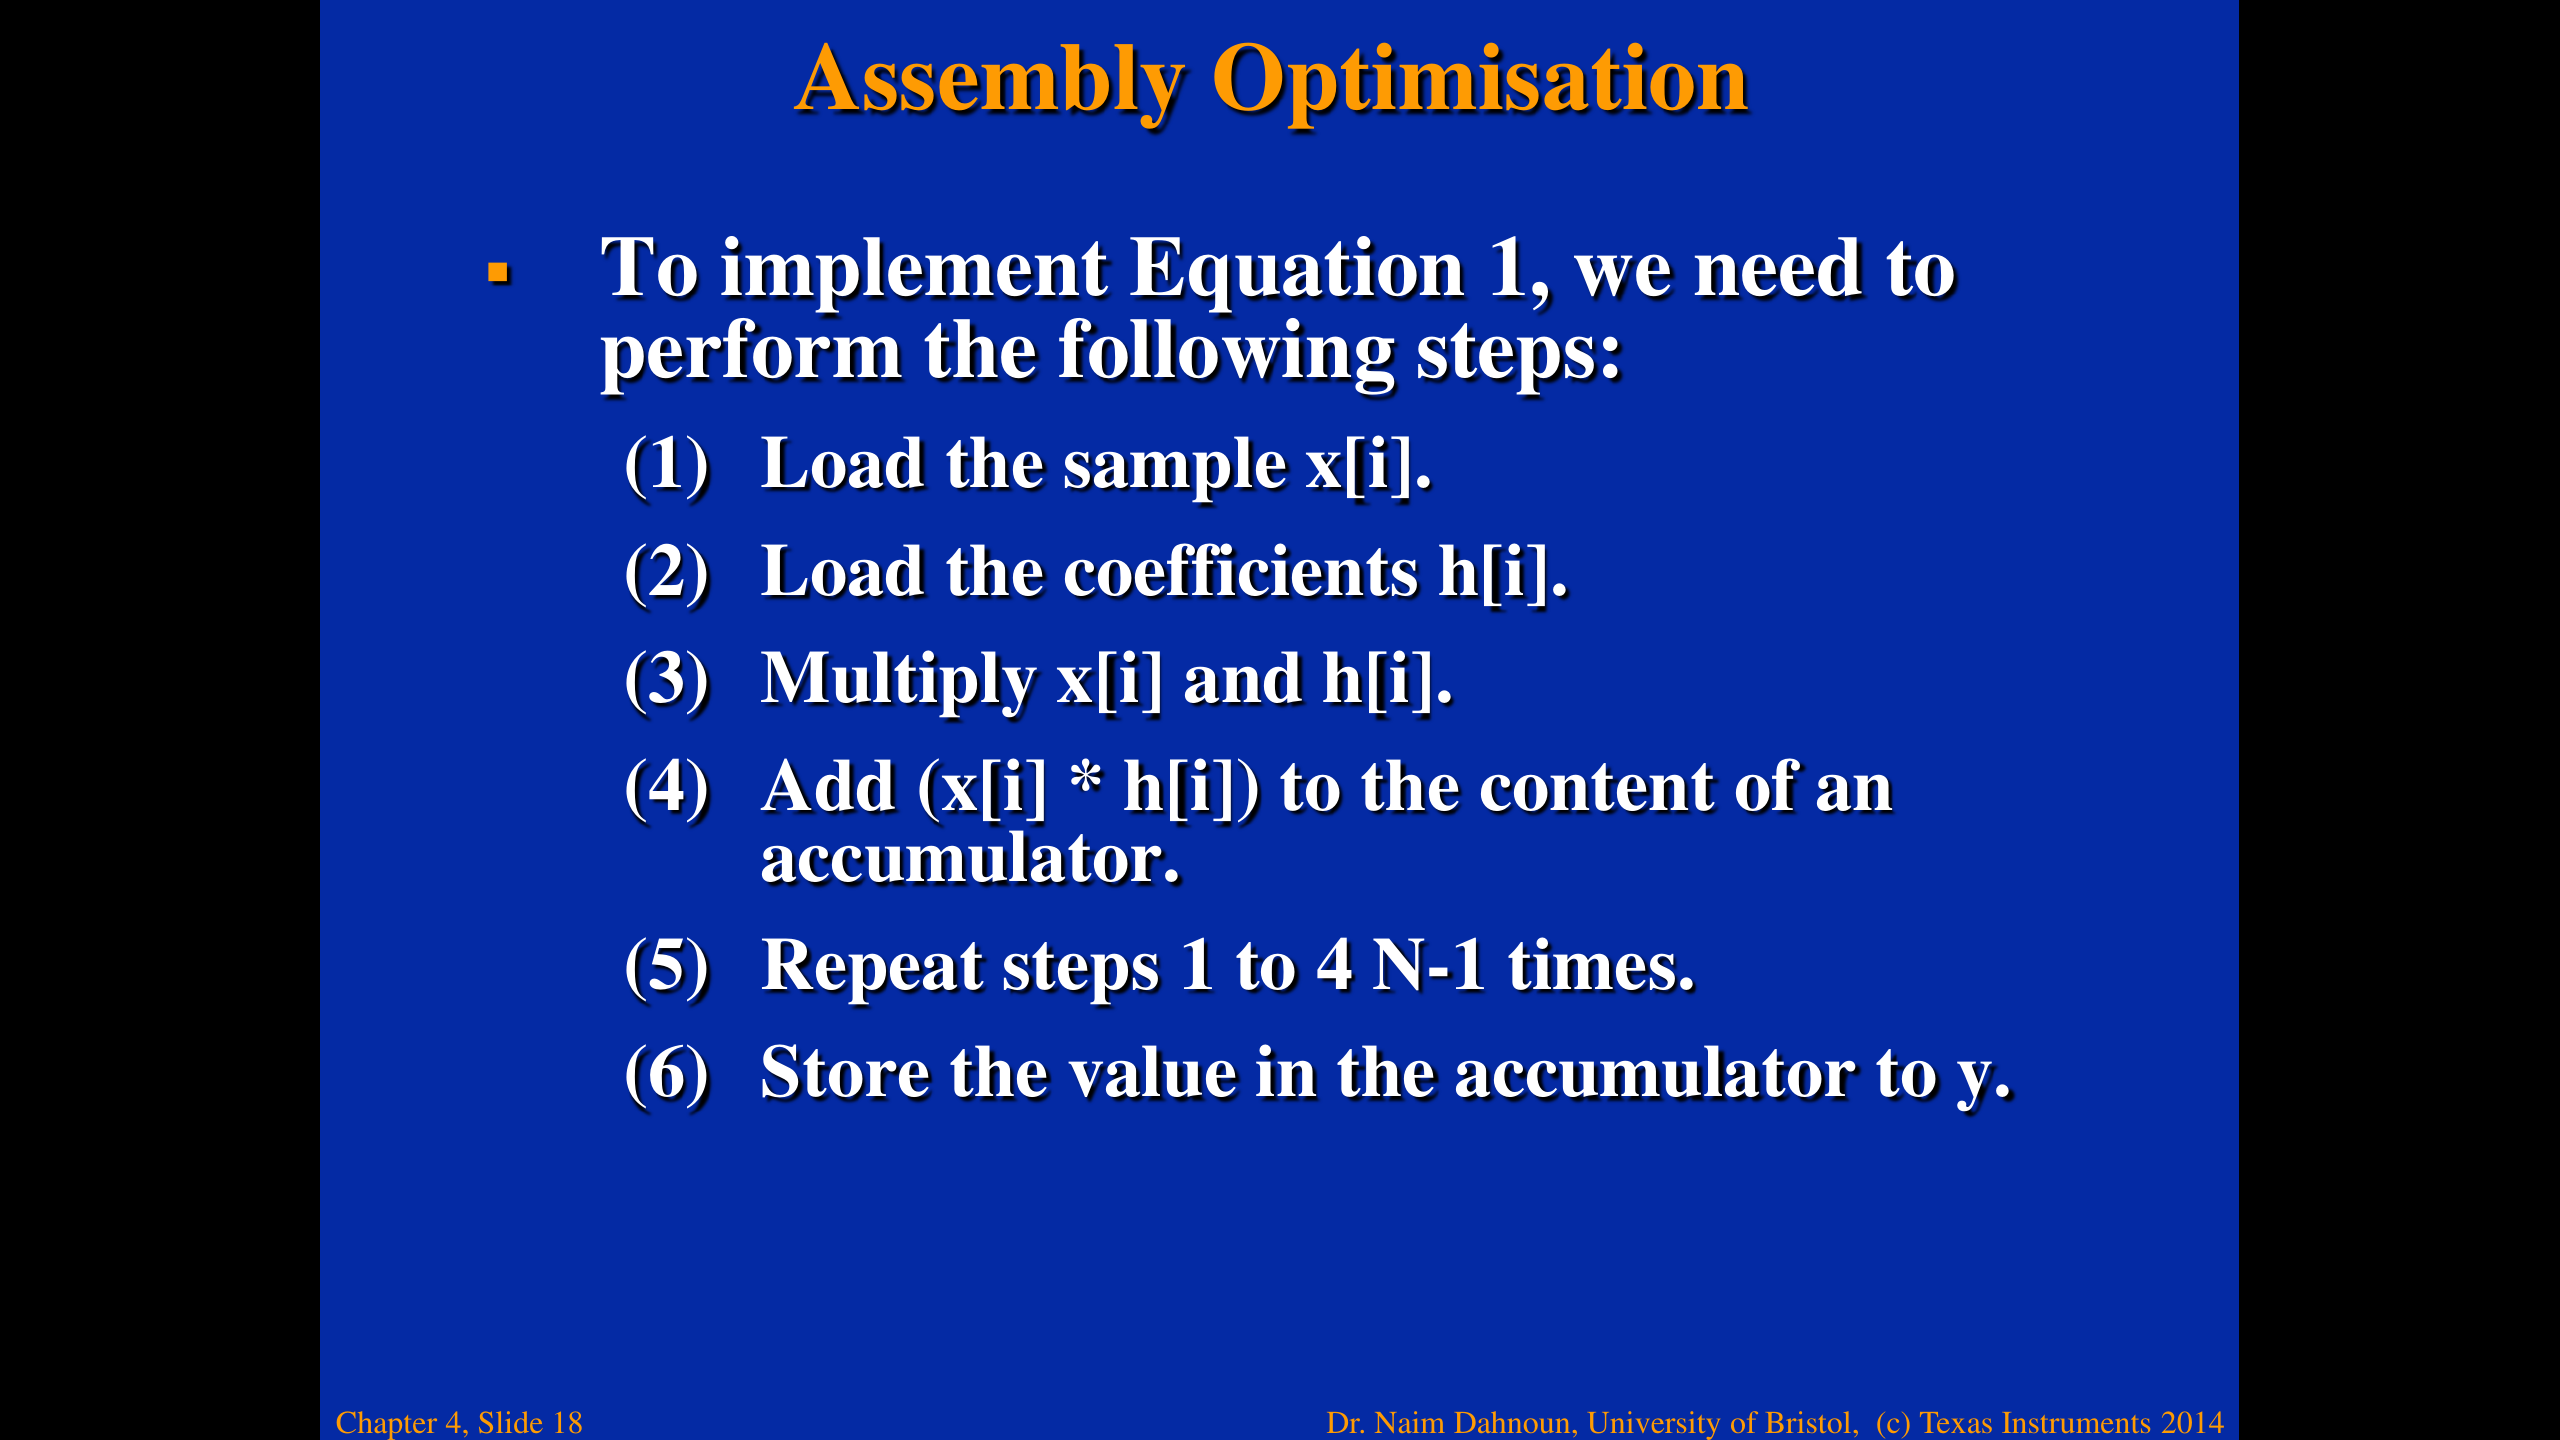 Assembly Optimisation
▪ To implement Equation 1, we need to
perform the following steps:
(1) Load the sample x[i].
(2) Load the coefficients h[i].
(3) Multiply x[i] and h[i].
(4) Add (x[i] * h[i]) to the content of an
accumulator.
(5) Repeat steps 1 to 4 N-1 times.
(6) Store the value in the accumulator to y.
Chapter 4, Slide 18
Dr. Naim Dahnoun, University of Bristol, (c) Texas Instruments 2014